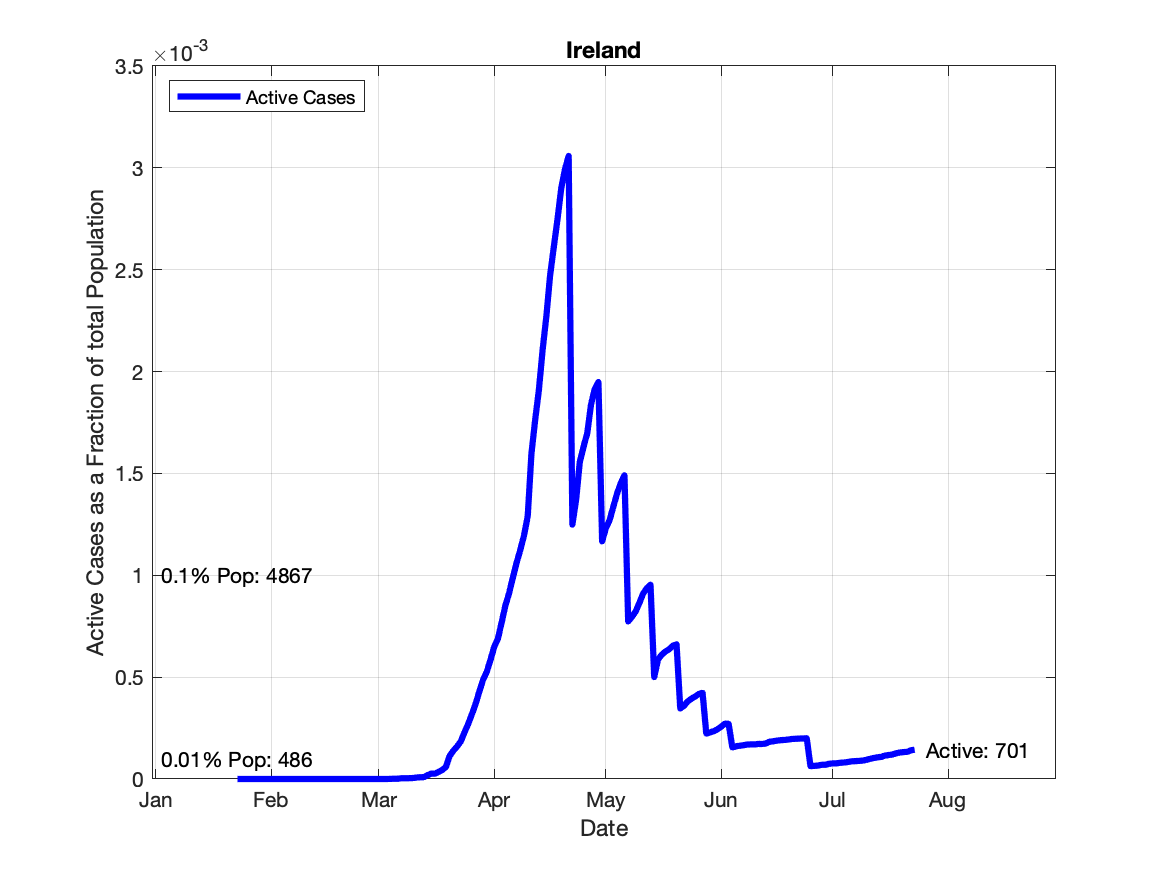 Ireland
×10-3
3.5
3
2.5
2
1.5
1
0.5
0
Active Cases
Active Cases as a Fraction of total Population
0.1% Pop: 4867
0.01% Pop: 486
Active: 701
Jan Feb Mar Apr May Jun Jul Aug
Date